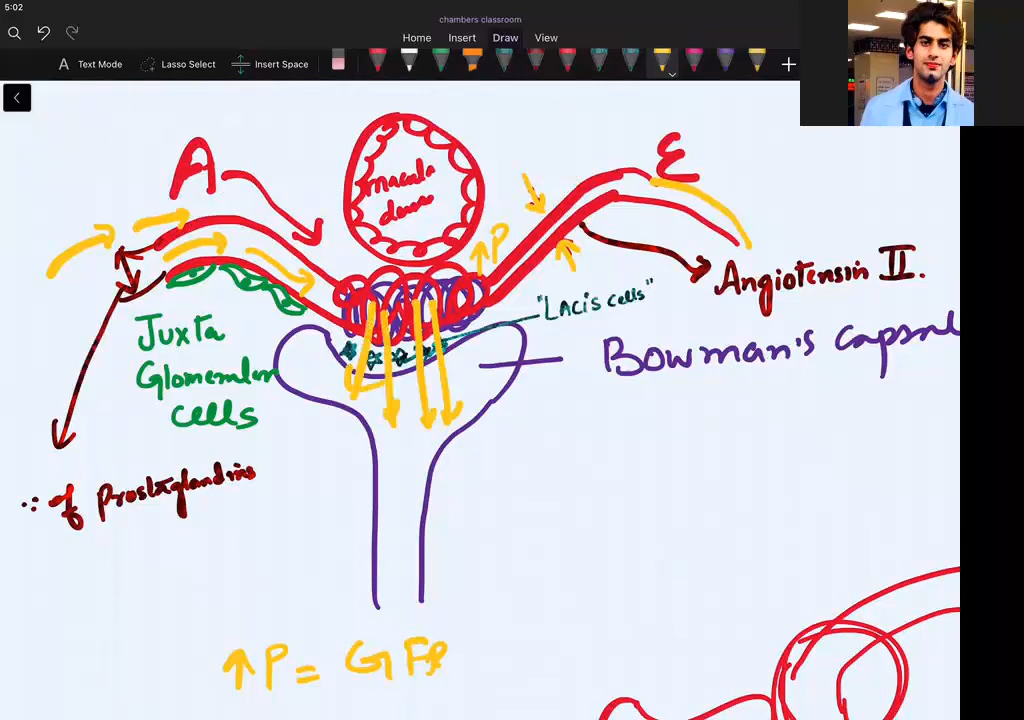 5:02
chambers classroom
Home Insert Draw View
Text Mode Lasso Select Insert Space
A
macula
densa
E
↑P
Angiotensin II.
"Lacis cells"
Juxta
Glomerular
cells
Bowman's capsul
∵ of Prostaglandins
↑P = GFR